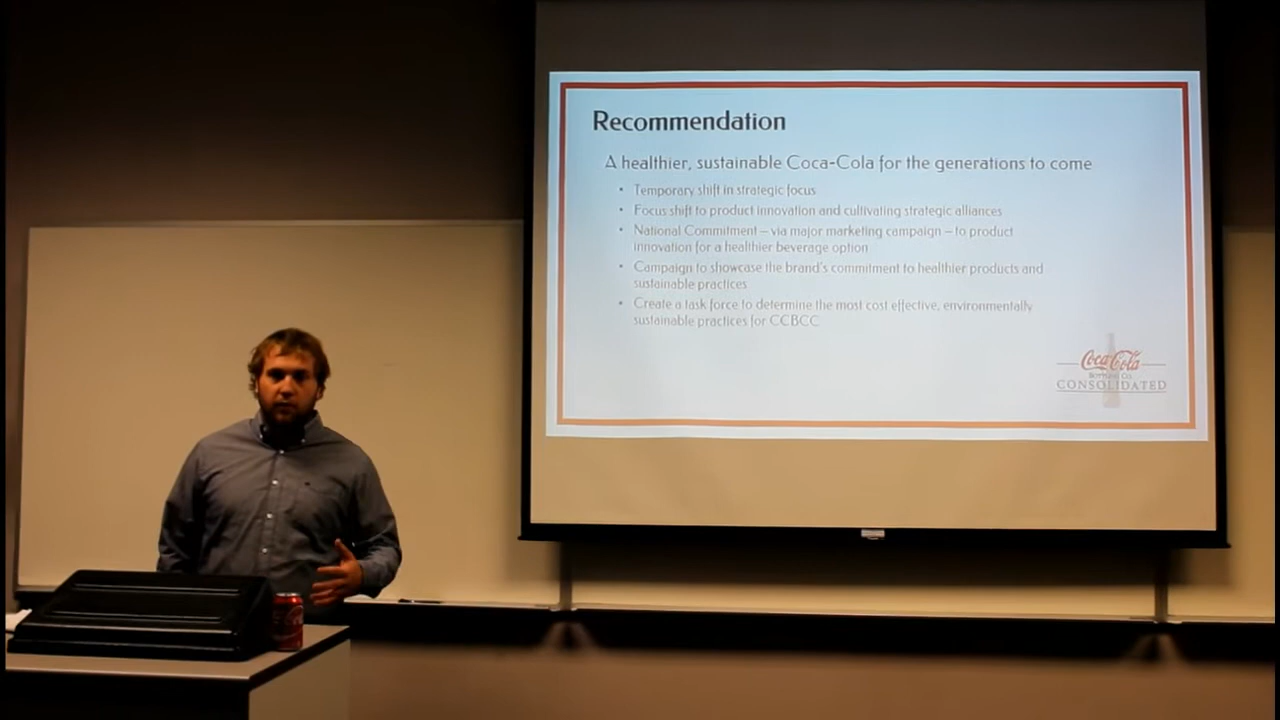 Recommendation
A healthier, sustainable Coca-Cola for the generations to come
• Temporary shift in strategic focus
• Focus shift to product innovation and cultivating strategic alliances
• National Commitment – via major marketing campaign – to product
innovation for a healthier beverage option
• Campaign to showcase the brand's commitment to healthier products and
sustainable practices
• Create a task force to determine the most cost effective, environmentally
sustainable practices for CCBCC
Coca-Cola
Bottling Co.
CONSOLIDATED